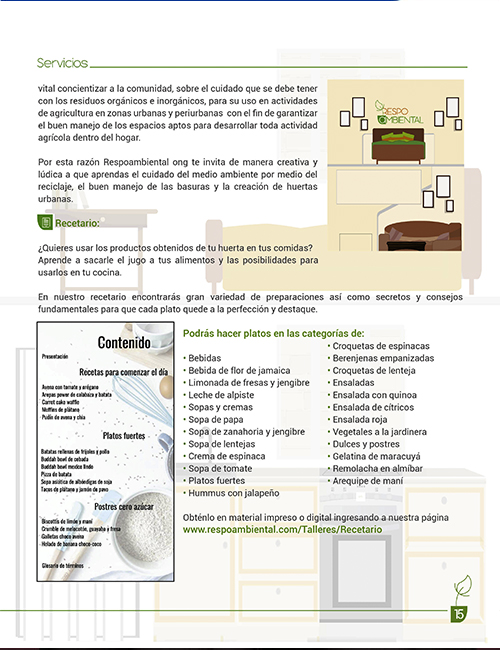 Servicios
vital concientizar a la comunidad, sobre el cuidado que se debe tener
con los residuos orgánicos e inorgánicos, para su uso en actividades
de agricultura en zonas urbanas y periurbanas con el fin de garantizar
el buen manejo de los espacios aptos para desarrollar toda actividad
agrícola dentro del hogar.
Por esta razón Respoambiental ong te invita de manera creativa y
lúdica a que aprendas el cuidado del medio ambiente por medio del
reciclaje, el buen manejo de las basuras y la creación de huertas
urbanas.
RESPO
AMBIENTAL
Recetario:
¿Quieres usar los productos obtenidos de tu huerta en tus comidas?
Aprende a sacarle el jugo a tus alimentos y las posibilidades para
usarlos en tu cocina.
En nuestro recetario encontrarás gran variedad de preparaciones así como secretos y consejos
fundamentales para que cada plato quede a la perfección y destaque.
Contenido
Presentación
Recetas para comenzar el día
Avena con tomate y orégano
Arepas power de calabaza y batata
Carrot cake waffle
Muffins de plátano
Pudín de avena y chía
Platos fuertes
Batatas rellenas de frijoles y pollo
Buddah bowl de cebada
Buddah bowl mexico lindo
Pizza de batata
Sopa asiática de albóndigas de soja
Tacos de plátano y jamón de pavo
Postres cero azúcar
Biscottis de limón y maní
Crumble de melocotón, guayaba y fresa
Galletas choco avena
Helado de banana choco-coco
Glosario de términos
Podrás hacer platos en las categorías de:
• Bebidas
• Bebida de flor de jamaica
• Limonada de fresas y jengibre
• Leche de alpiste
• Sopas y cremas
• Sopa de papa
• Sopa de zanahoria y jengibre
• Sopa de lentejas
• Crema de espinaca
• Sopa de tomate
• Platos fuertes
• Hummus con jalapeño
• Croquetas de espinacas
• Berenjenas empanizadas
• Croquetas de lenteja
• Ensaladas
• Ensalada con quinoa
• Ensalada de cítricos
• Ensalada roja
• Vegetales a la jardinera
• Dulces y postres
• Gelatina de maracuyá
• Remolacha en almíbar
• Arequipe de maní
Obténlo en material impreso o digital ingresando a nuestra página
www.respoambiental.com/Talleres/Recetario
15